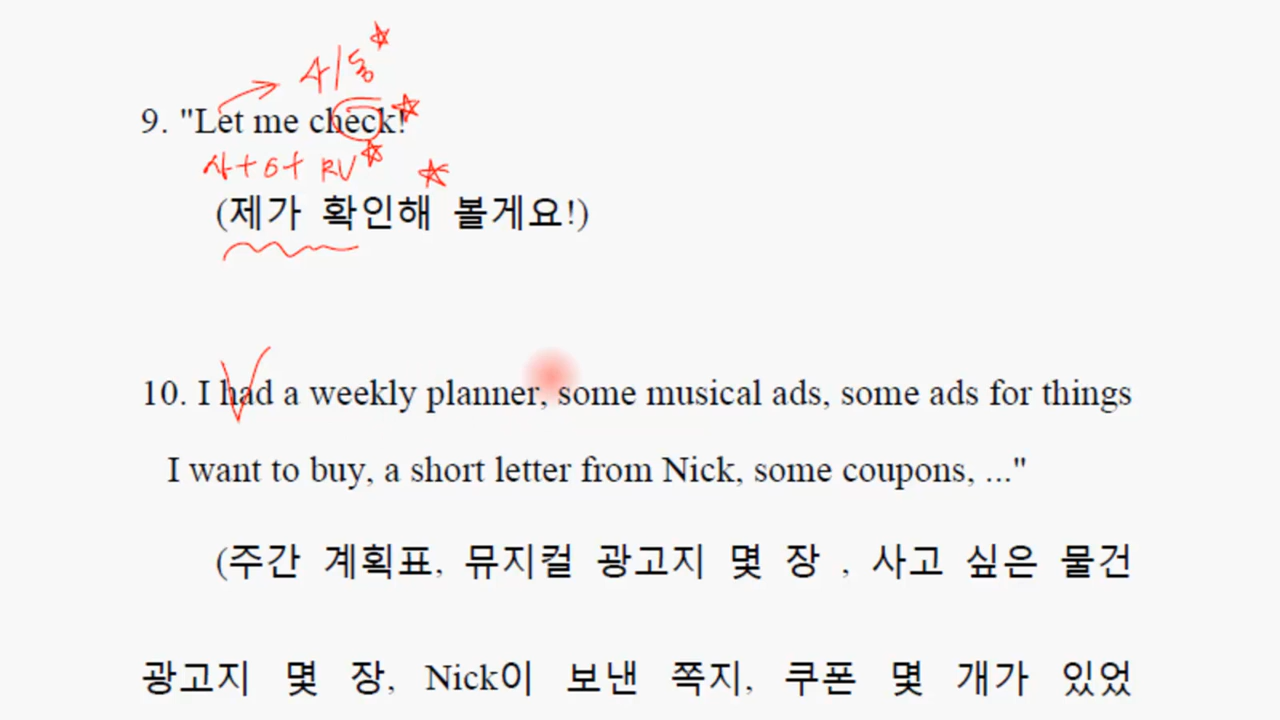 사/동
9. "Let me check!
사+O+ RV
(제가 확인해 볼게요!)
10. I had a weekly planner, some musical ads, some ads for things
I want to buy, a short letter from Nick, some coupons, ..."
(주간 계획표, 뮤지컬 광고지 몇 장 , 사고 싶은 물건
광고지 몇 장, Nick이 보낸 쪽지, 쿠폰 몇 개가 있었